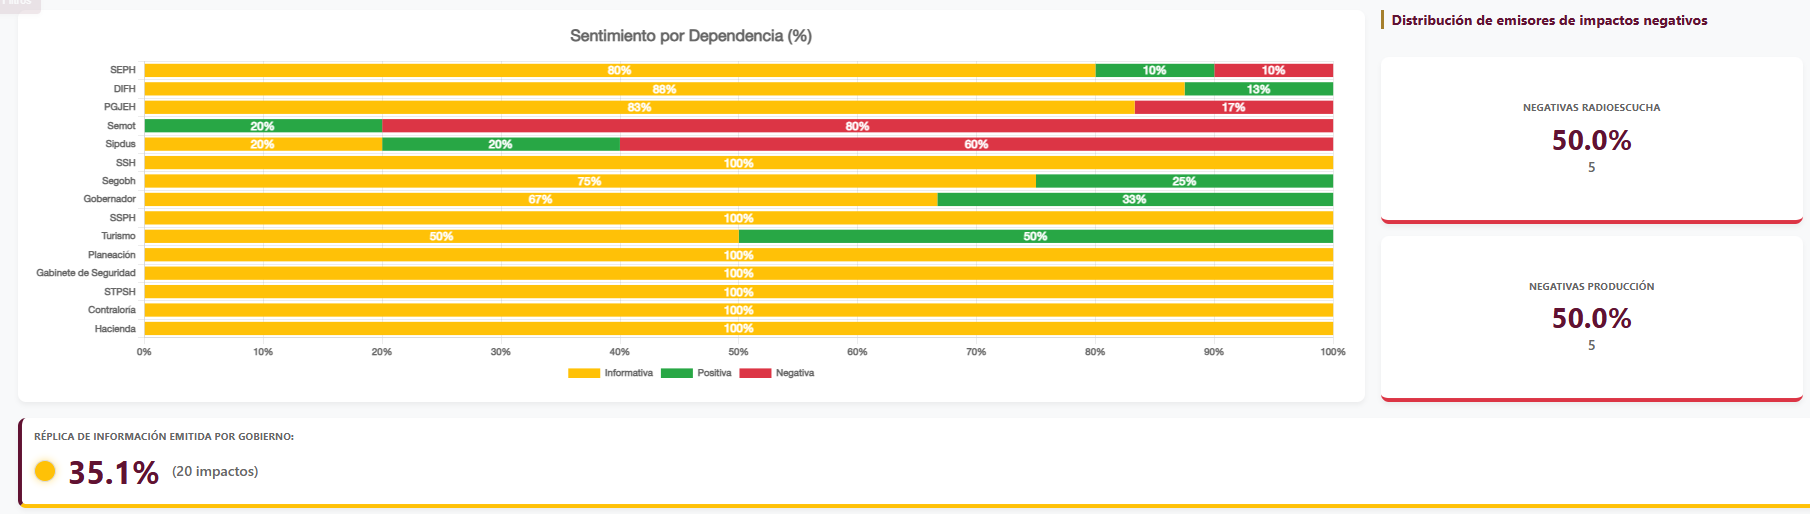 Sentimiento por Dependencia (%)
SEPH 80% 10% 10%
DIFH 88% 13%
PGJEH 83% 17%
Semot 20% 80%
Sipdus 20% 20% 60%
SSH 100%
Segobh 75% 25%
Gobernador 67% 33%
SSPH 100%
Turismo 50% 50%
Planeación 100%
Gabinete de Seguridad 100%
STPSH 100%
Contraloría 100%
Hacienda 100%
0% 10% 20% 30% 40% 50% 60% 70% 80% 90% 100%
Informativa Positiva Negativa
Distribución de emisores de impactos negativos
NEGATIVAS RADIOESCUCHA
50.0%
5
NEGATIVAS PRODUCCIÓN
50.0%
5
RÉPLICA DE INFORMACIÓN EMITIDA POR GOBIERNO:
35.1% (20 impactos)